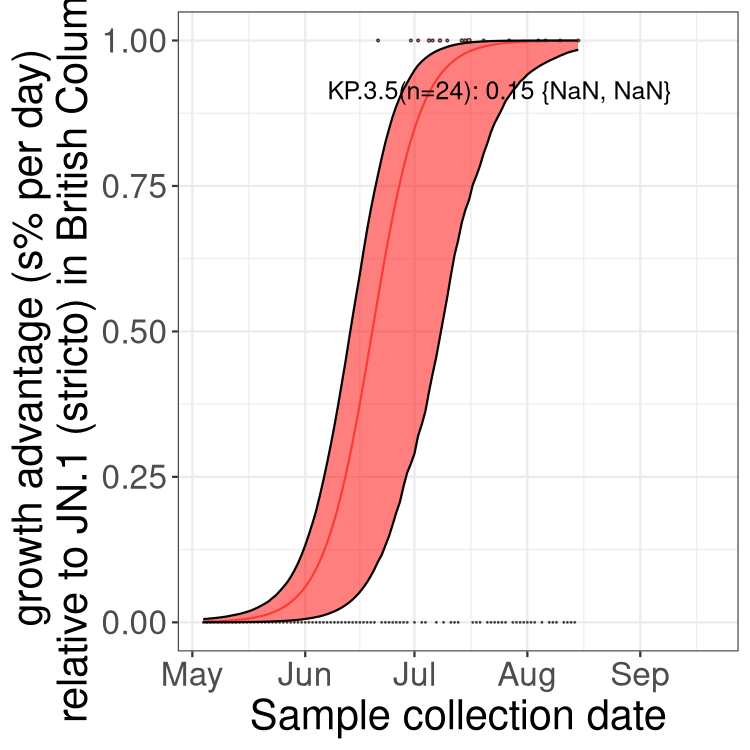 growth advantage (s% per day)
relative to JN.1 (stricto) in British Colum
1.00
0.75
0.50
0.25
0.00
KP.3.5(n=24): 0.15 {NaN, NaN}
May Jun Jul Aug Sep
Sample collection date